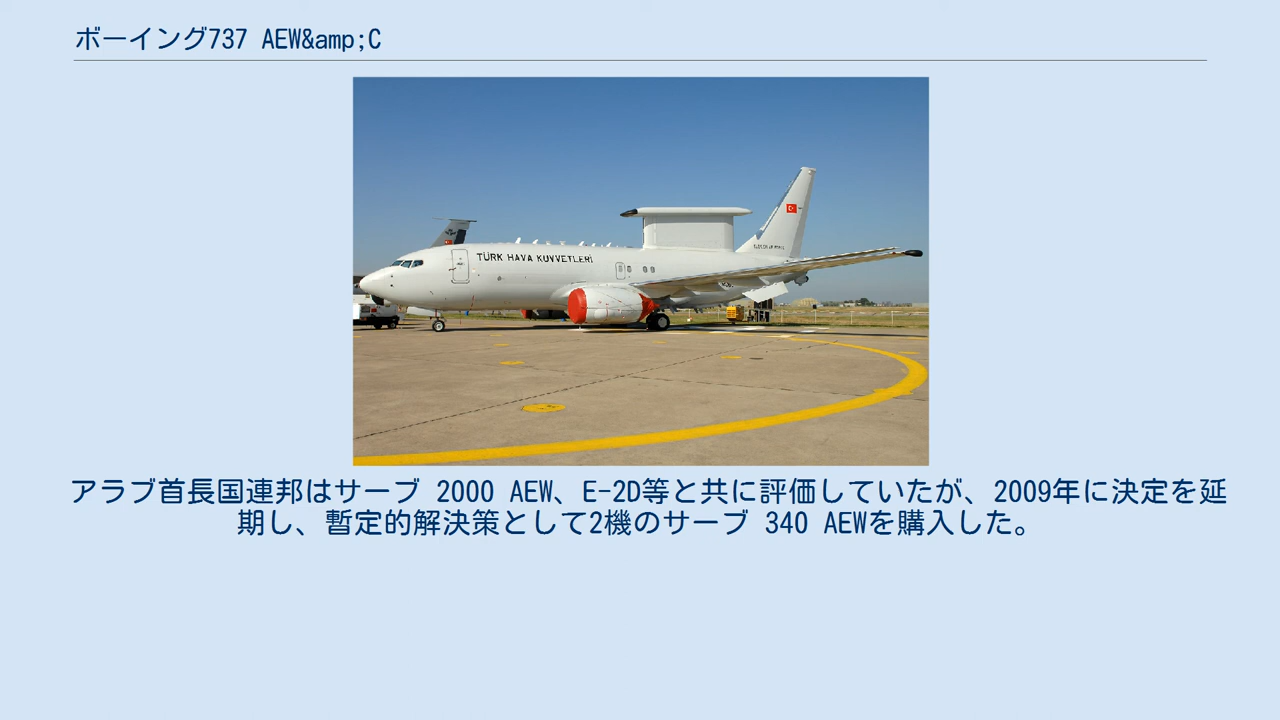 ボーイング737 AEW&amp;C
TÜRK HAVA KUVVETLERİ
アラブ首長国連邦はサーブ 2000 AEW、E-2D等と共に評価していたが、2009年に決定を延
期し、暫定的解決策として2機のサーブ 340 AEWを購入した。